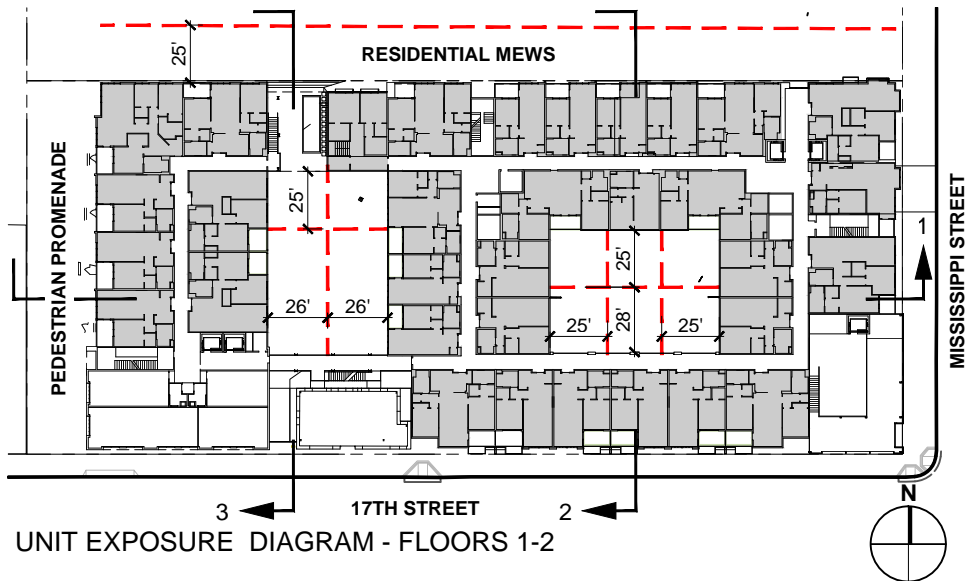 25'
RESIDENTIAL MEWS
PEDESTRIAN PROMENADE
25'
26'
26'
25'
25'
28'
25'
1
MISSISSIPPI STREET
3
17TH STREET
2
N
UNIT EXPOSURE DIAGRAM - FLOORS 1-2